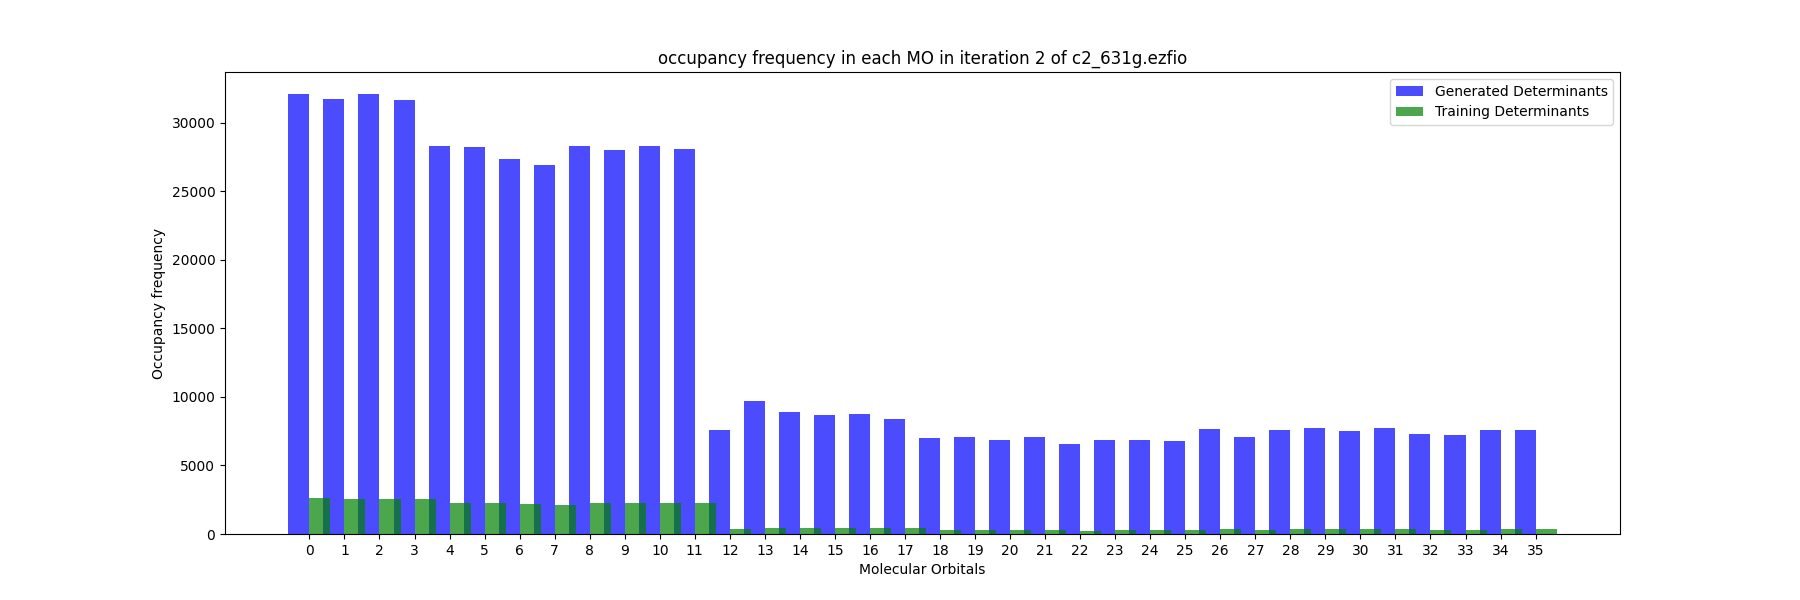 occupancy frequency in each MO in iteration 2 of c2_631g.ezfio
Generated Determinants
Training Determinants
Occupancy frequency
30000
25000
20000
15000
10000
5000
0
0 1 2 3 4 5 6 7 8 9 10 11 12 13 14 15 16 17 18 19 20 21 22 23 24 25 26 27 28 29 30 31 32 33 34 35
Molecular Orbitals